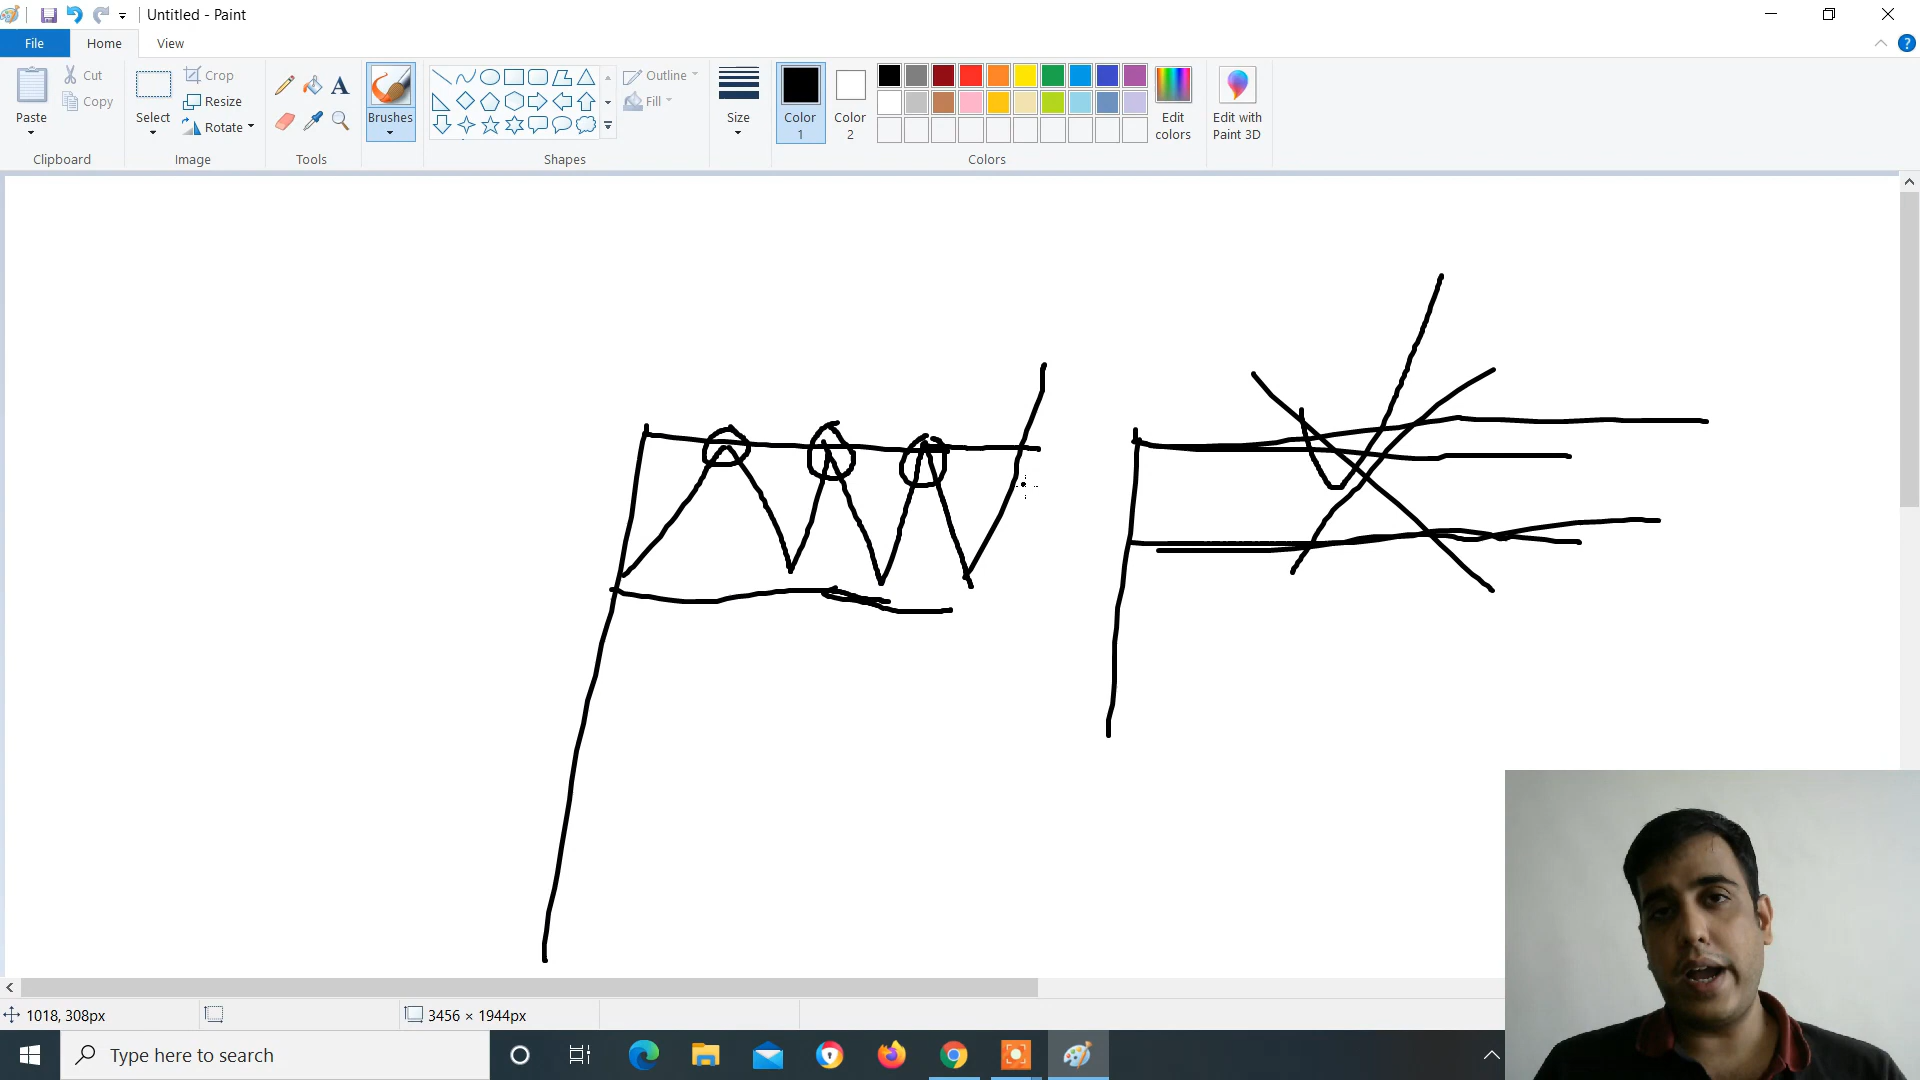 Untitled - Paint
File Home View
Paste
Cut
Copy
Clipboard
Select
Crop
Resize
Rotate
Image
A
Tools
Brushes
Outline
Fill
Shapes
Size
Color 1
Color 2
Colors
Edit colors
Edit with Paint 3D
?
1018, 308px
3456 × 1944px
Type here to search